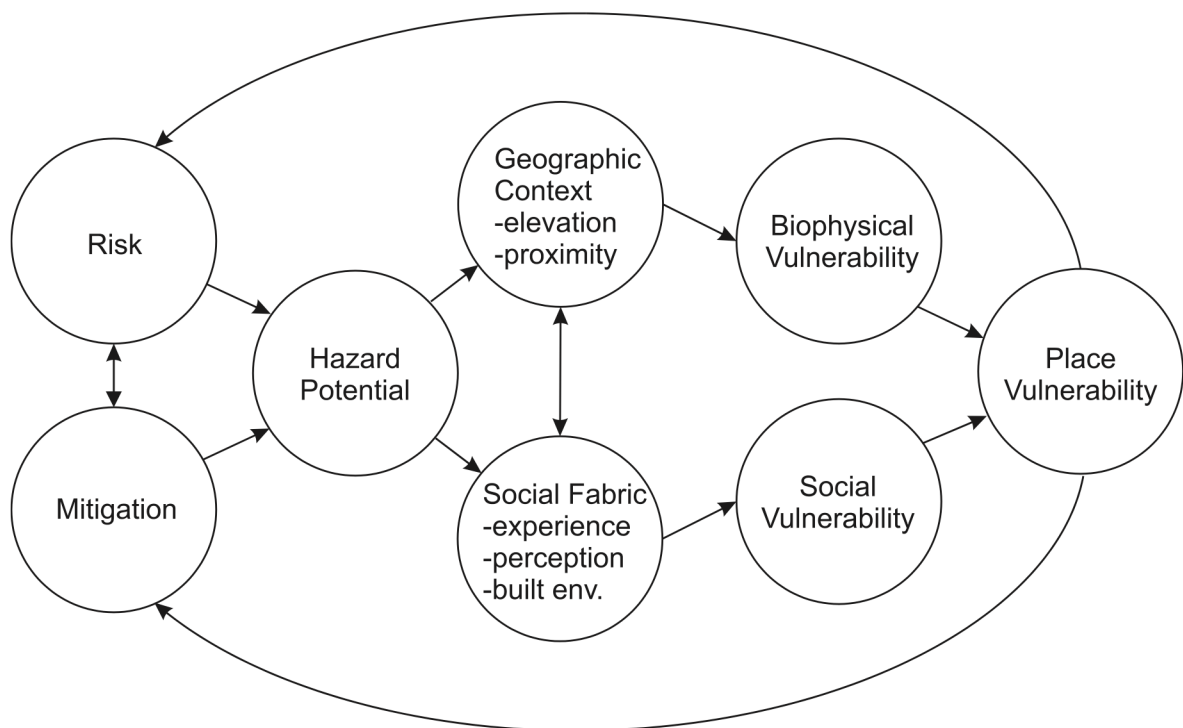 Risk
Mitigation
Hazard
Potential
Geographic
Context
-elevation
-proximity
Social Fabric
-experience
-perception
-built env.
Biophysical
Vulnerability
Social
Vulnerability
Place
Vulnerability